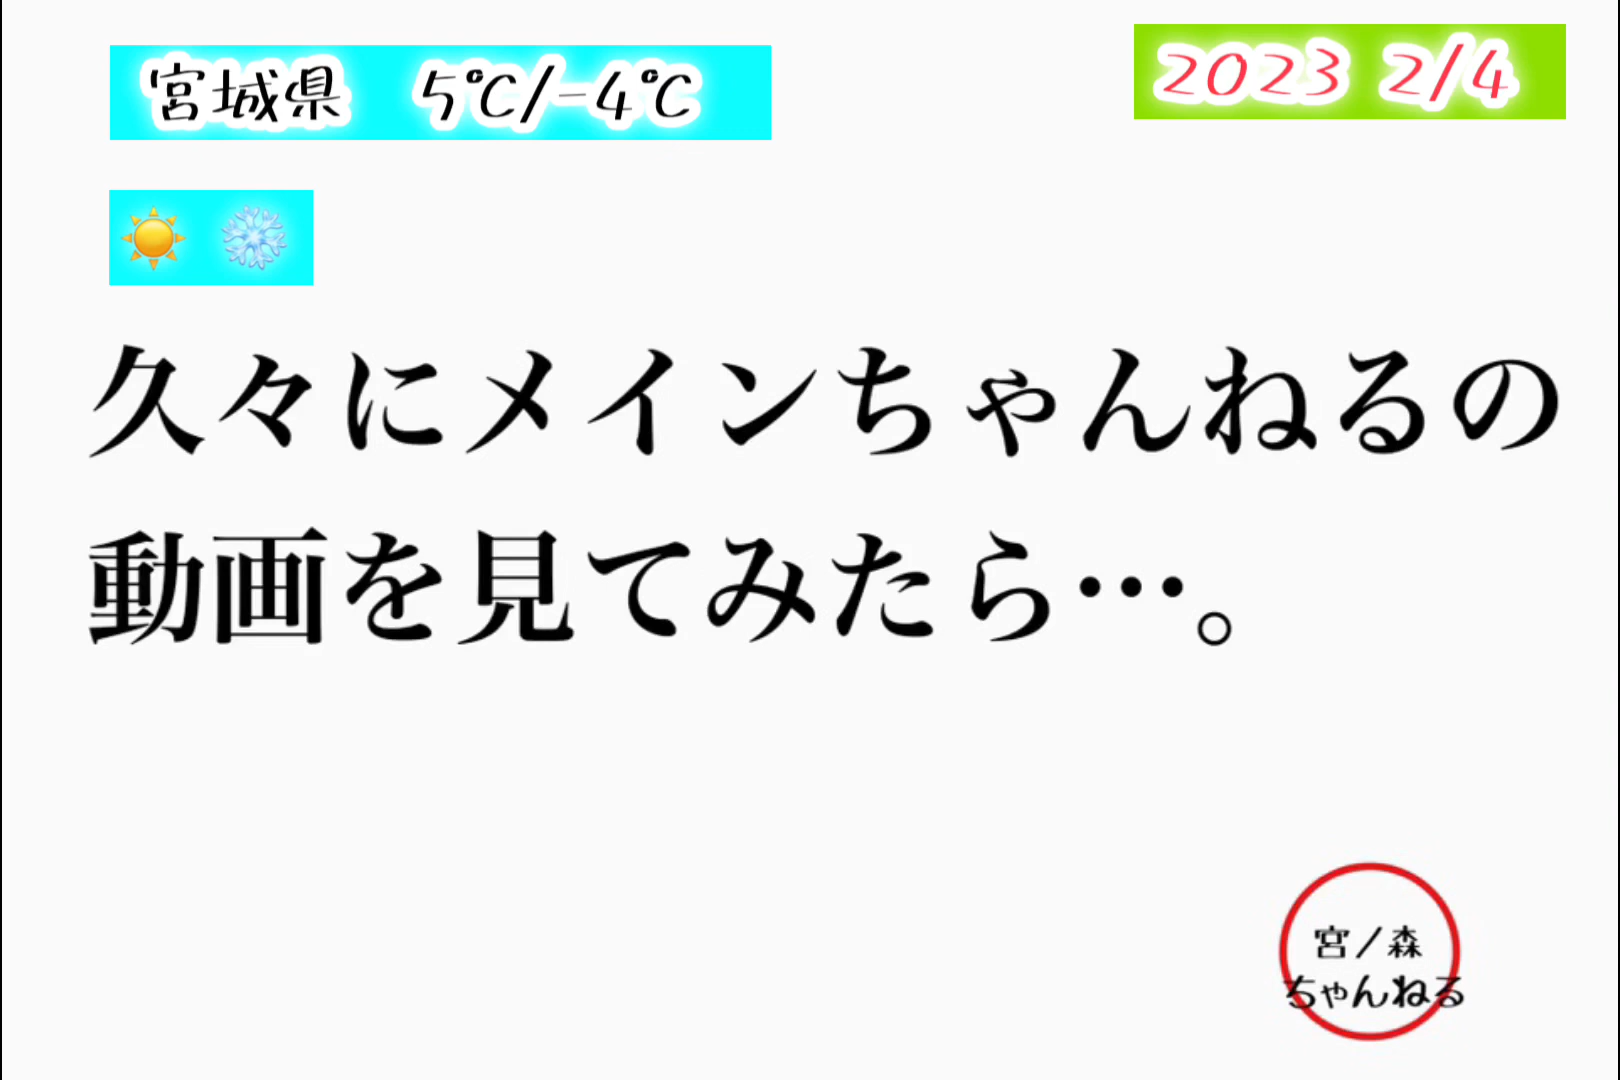 宮城県　5℃/-4℃
2023 2/4
久々にメインちゃんねるの
動画を見てみたら…。
宮ノ森
ちゃんねる